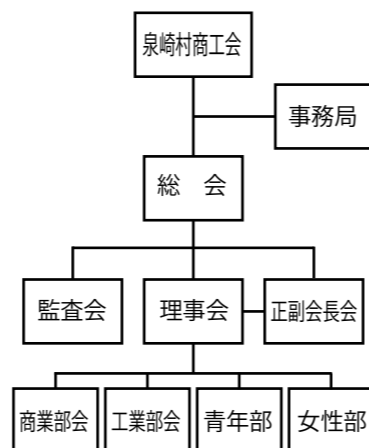 泉崎村商工会
事務局
総　会
監査会
理事会
正副会長会
商業部会
工業部会
青年部
女性部